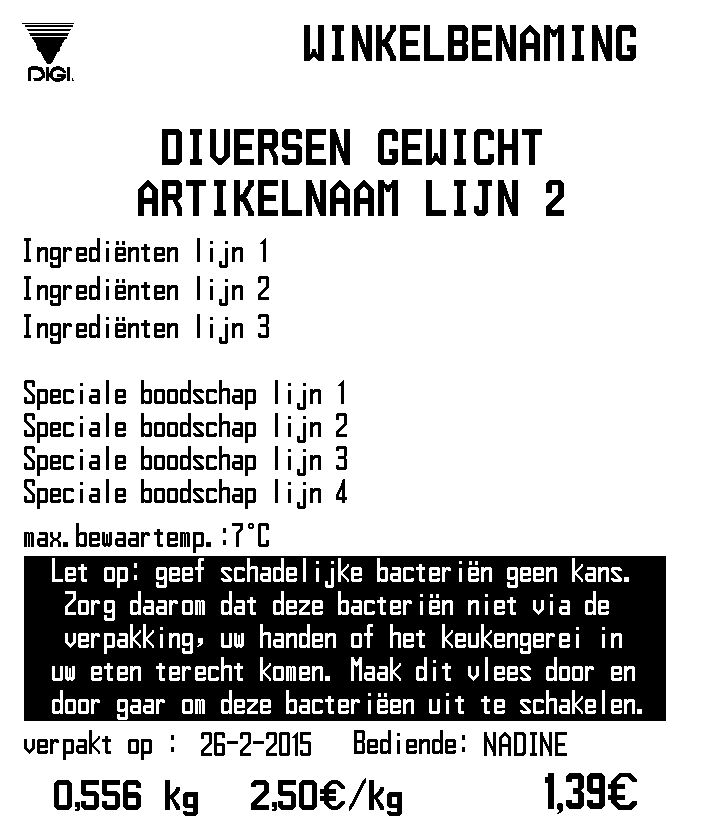 DIGI.
WINKELBENAMING
DIVERSEN GEWICHT
ARTIKELNAAM LIJN 2
Ingrediënten lijn 1
Ingrediënten lijn 2
Ingrediënten lijn 3
Speciale boodschap lijn 1
Speciale boodschap lijn 2
Speciale boodschap lijn 3
Speciale boodschap lijn 4
max.bewaartemp.:7°C
Let op: geef schadelijke bacteriën geen kans.
Zorg daarom dat deze bacteriën niet via de
verpakking, uw handen of het keukengerei in
uw eten terecht komen. Maak dit vlees door en
door gaar om deze bacterieën uit te schakelen.
verpakt op : 26-2-2015 Bediende: NADINE
0,556 kg 2,50€/kg 1,39€